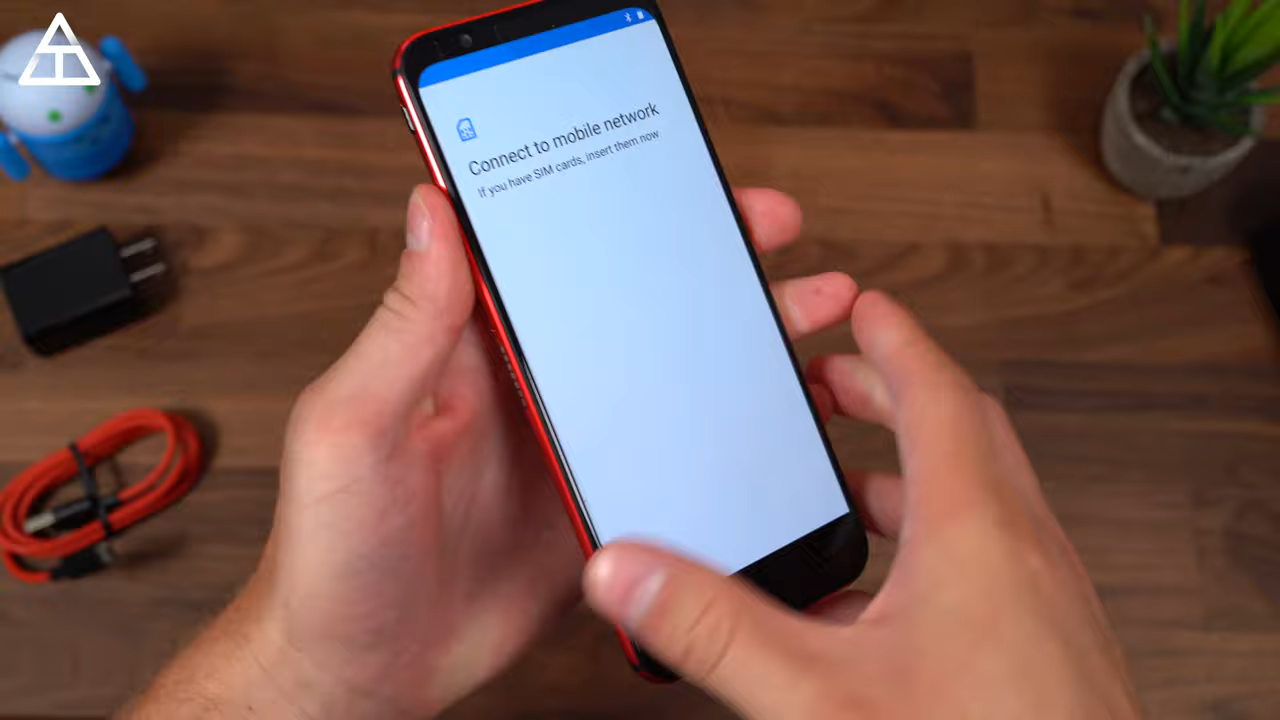 Connect to mobile network
If you have SIM cards, insert them now